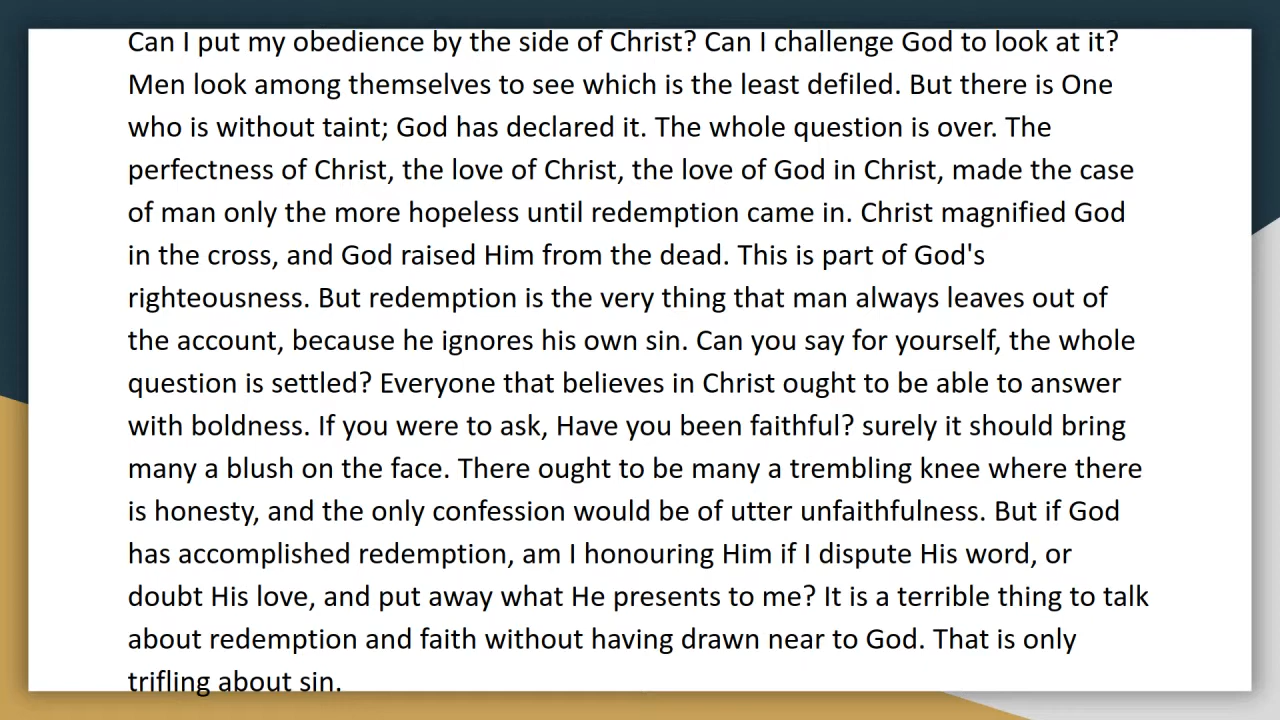 Can I put my obedience by the side of Christ? Can I challenge God to look at it?
Men look among themselves to see which is the least defiled. But there is One
who is without taint; God has declared it. The whole question is over. The
perfectness of Christ, the love of Christ, the love of God in Christ, made the case
of man only the more hopeless until redemption came in. Christ magnified God
in the cross, and God raised Him from the dead. This is part of God's
righteousness. But redemption is the very thing that man always leaves out of
the account, because he ignores his own sin. Can you say for yourself, the whole
question is settled? Everyone that believes in Christ ought to be able to answer
with boldness. If you were to ask, Have you been faithful? surely it should bring
many a blush on the face. There ought to be many a trembling knee where there
is honesty, and the only confession would be of utter unfaithfulness. But if God
has accomplished redemption, am I honouring Him if I dispute His word, or
doubt His love, and put away what He presents to me? It is a terrible thing to talk
about redemption and faith without having drawn near to God. That is only
trifling about sin.